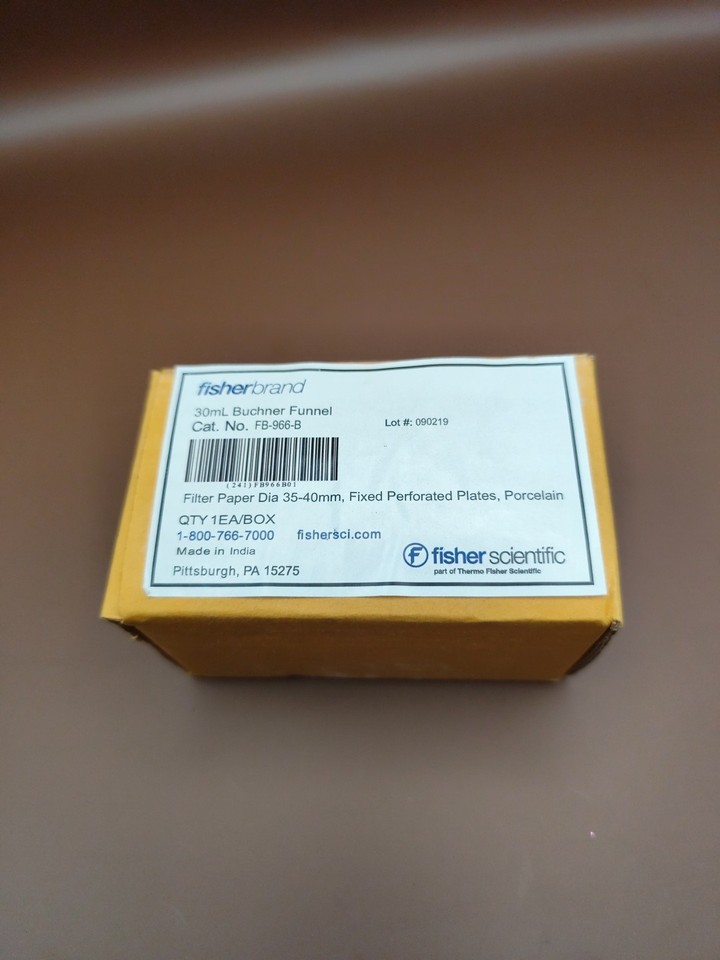 fisherbrand
30mL Buchner Funnel
Cat. No. FB-966-B
Lot #: 090219
(241)FB966B01
Filter Paper Dia 35-40mm, Fixed Perforated Plates, Porcelain
QTY 1EA/BOX
1-800-766-7000 fishersci.com
Made in India
Pittsburgh, PA 15275
f fisher scientific
part of Thermo Fisher Scientific